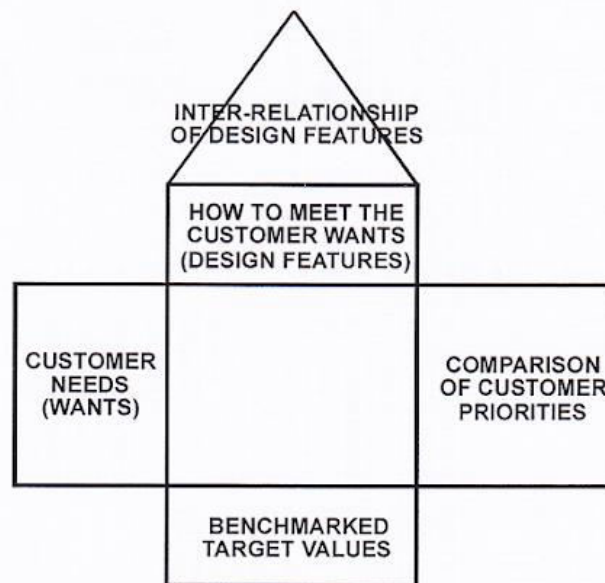 INTER-RELATIONSHIP
OF DESIGN FEATURES
HOW TO MEET THE
CUSTOMER WANTS
(DESIGN FEATURES)
CUSTOMER
NEEDS
(WANTS)
COMPARISON
OF CUSTOMER
PRIORITIES
BENCHMARKED
TARGET VALUES